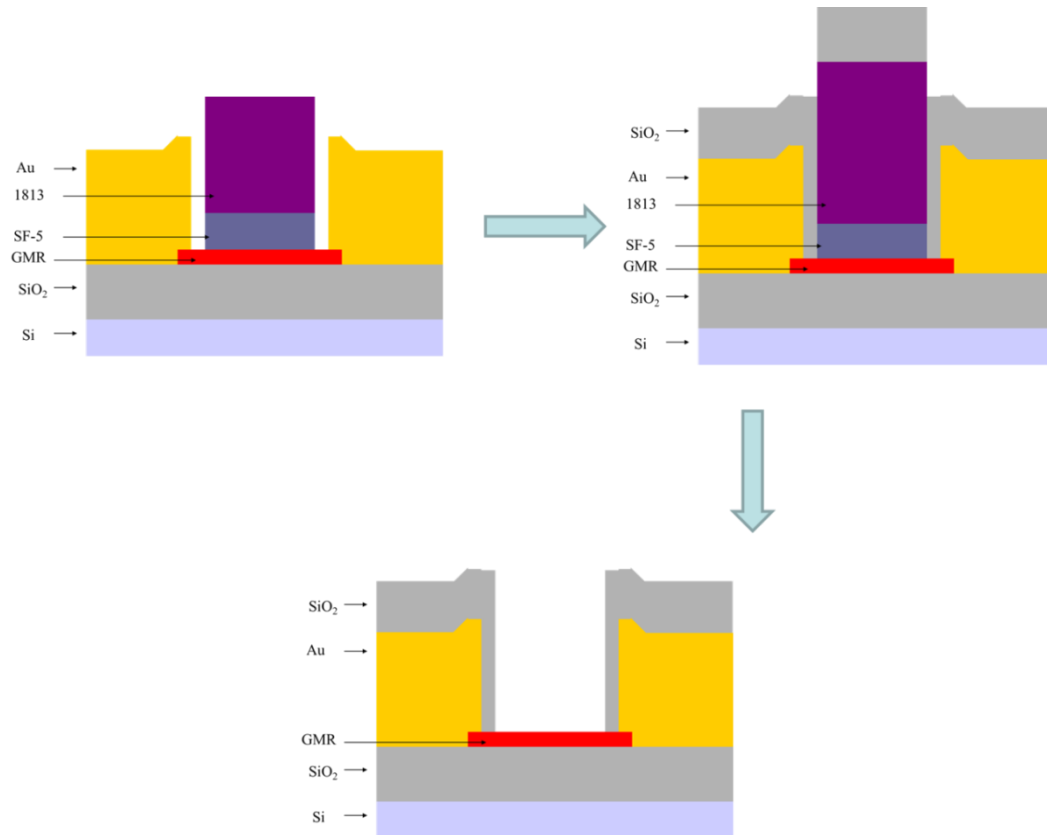 Au
1813
SF-5
GMR
SiO₂
Si
SiO₂
Au
1813
SF-5
GMR
SiO₂
Si
SiO₂
Au
GMR
SiO₂
Si